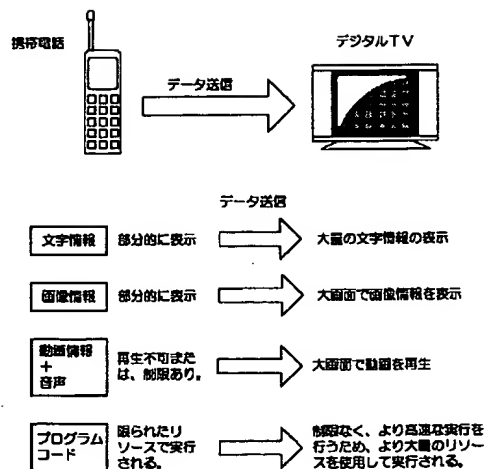 携帯電話
デジタルTV
データ送信
データ送信
文字情報
部分的に表示
大量の文字情報の表示
画像情報
部分的に表示
大画面で画像情報を表示
動画情報
+
音声
再生不可また
は、制限あり。
大画面で動画を再生
プログラム
コード
限られたリ
ソースで実行
される。
制限なく、より高速な実行を
行うため、より大量のリソー
スを使用して実行される。